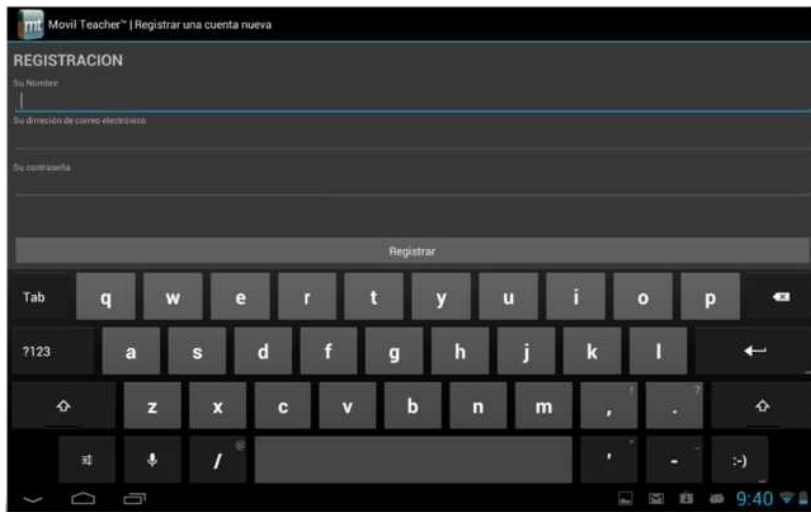 mt Movil Teacher™ | Registrar una cuenta nueva
REGISTRACION
Su Nombre
Su dirreción de correo electrónico
Su contraseña
Registrar
Tab q w e r t y u i o p
?123 a s d f g h j k l
z x c v b n m , ! . ?
/ @ ' " - _ :-)
9:40